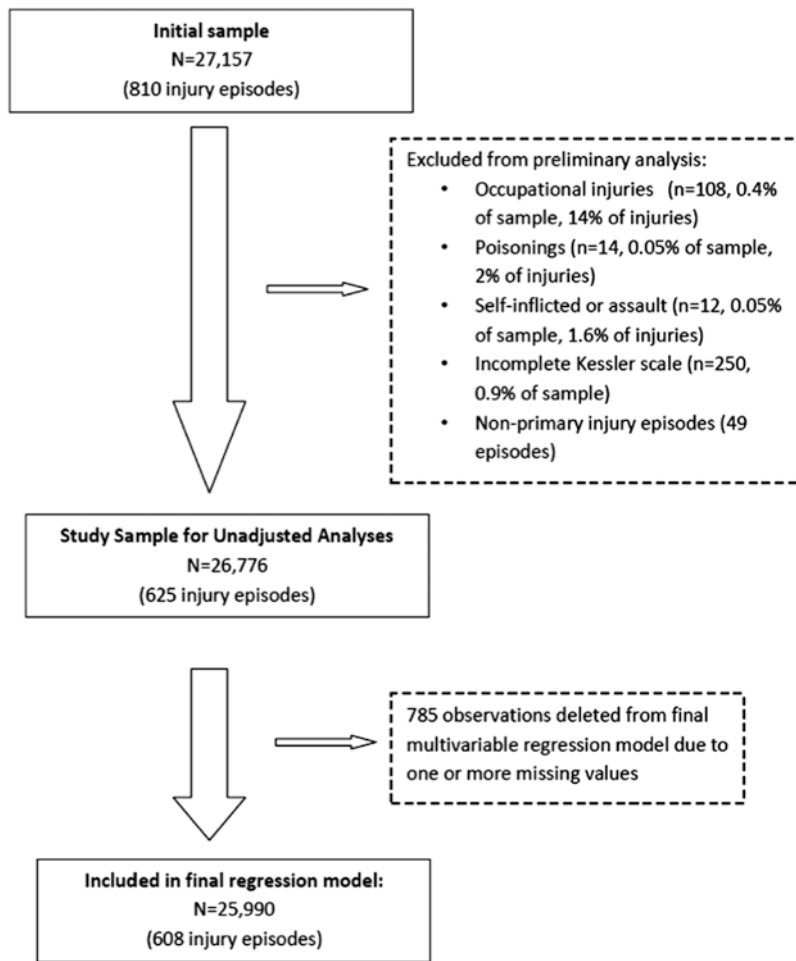 Initial sample
N=27,157
(810 injury episodes)
Excluded from preliminary analysis:
• Occupational injuries (n=108, 0.4%
of sample, 14% of injuries)
• Poisonings (n=14, 0.05% of sample,
2% of injuries)
• Self-inflicted or assault (n=12, 0.05%
of sample, 1.6% of injuries)
• Incomplete Kessler scale (n=250,
0.9% of sample)
• Non-primary injury episodes (49
episodes)
Study Sample for Unadjusted Analyses
N=26,776
(625 injury episodes)
785 observations deleted from final
multivariable regression model due to
one or more missing values
Included in final regression model:
N=25,990
(608 injury episodes)